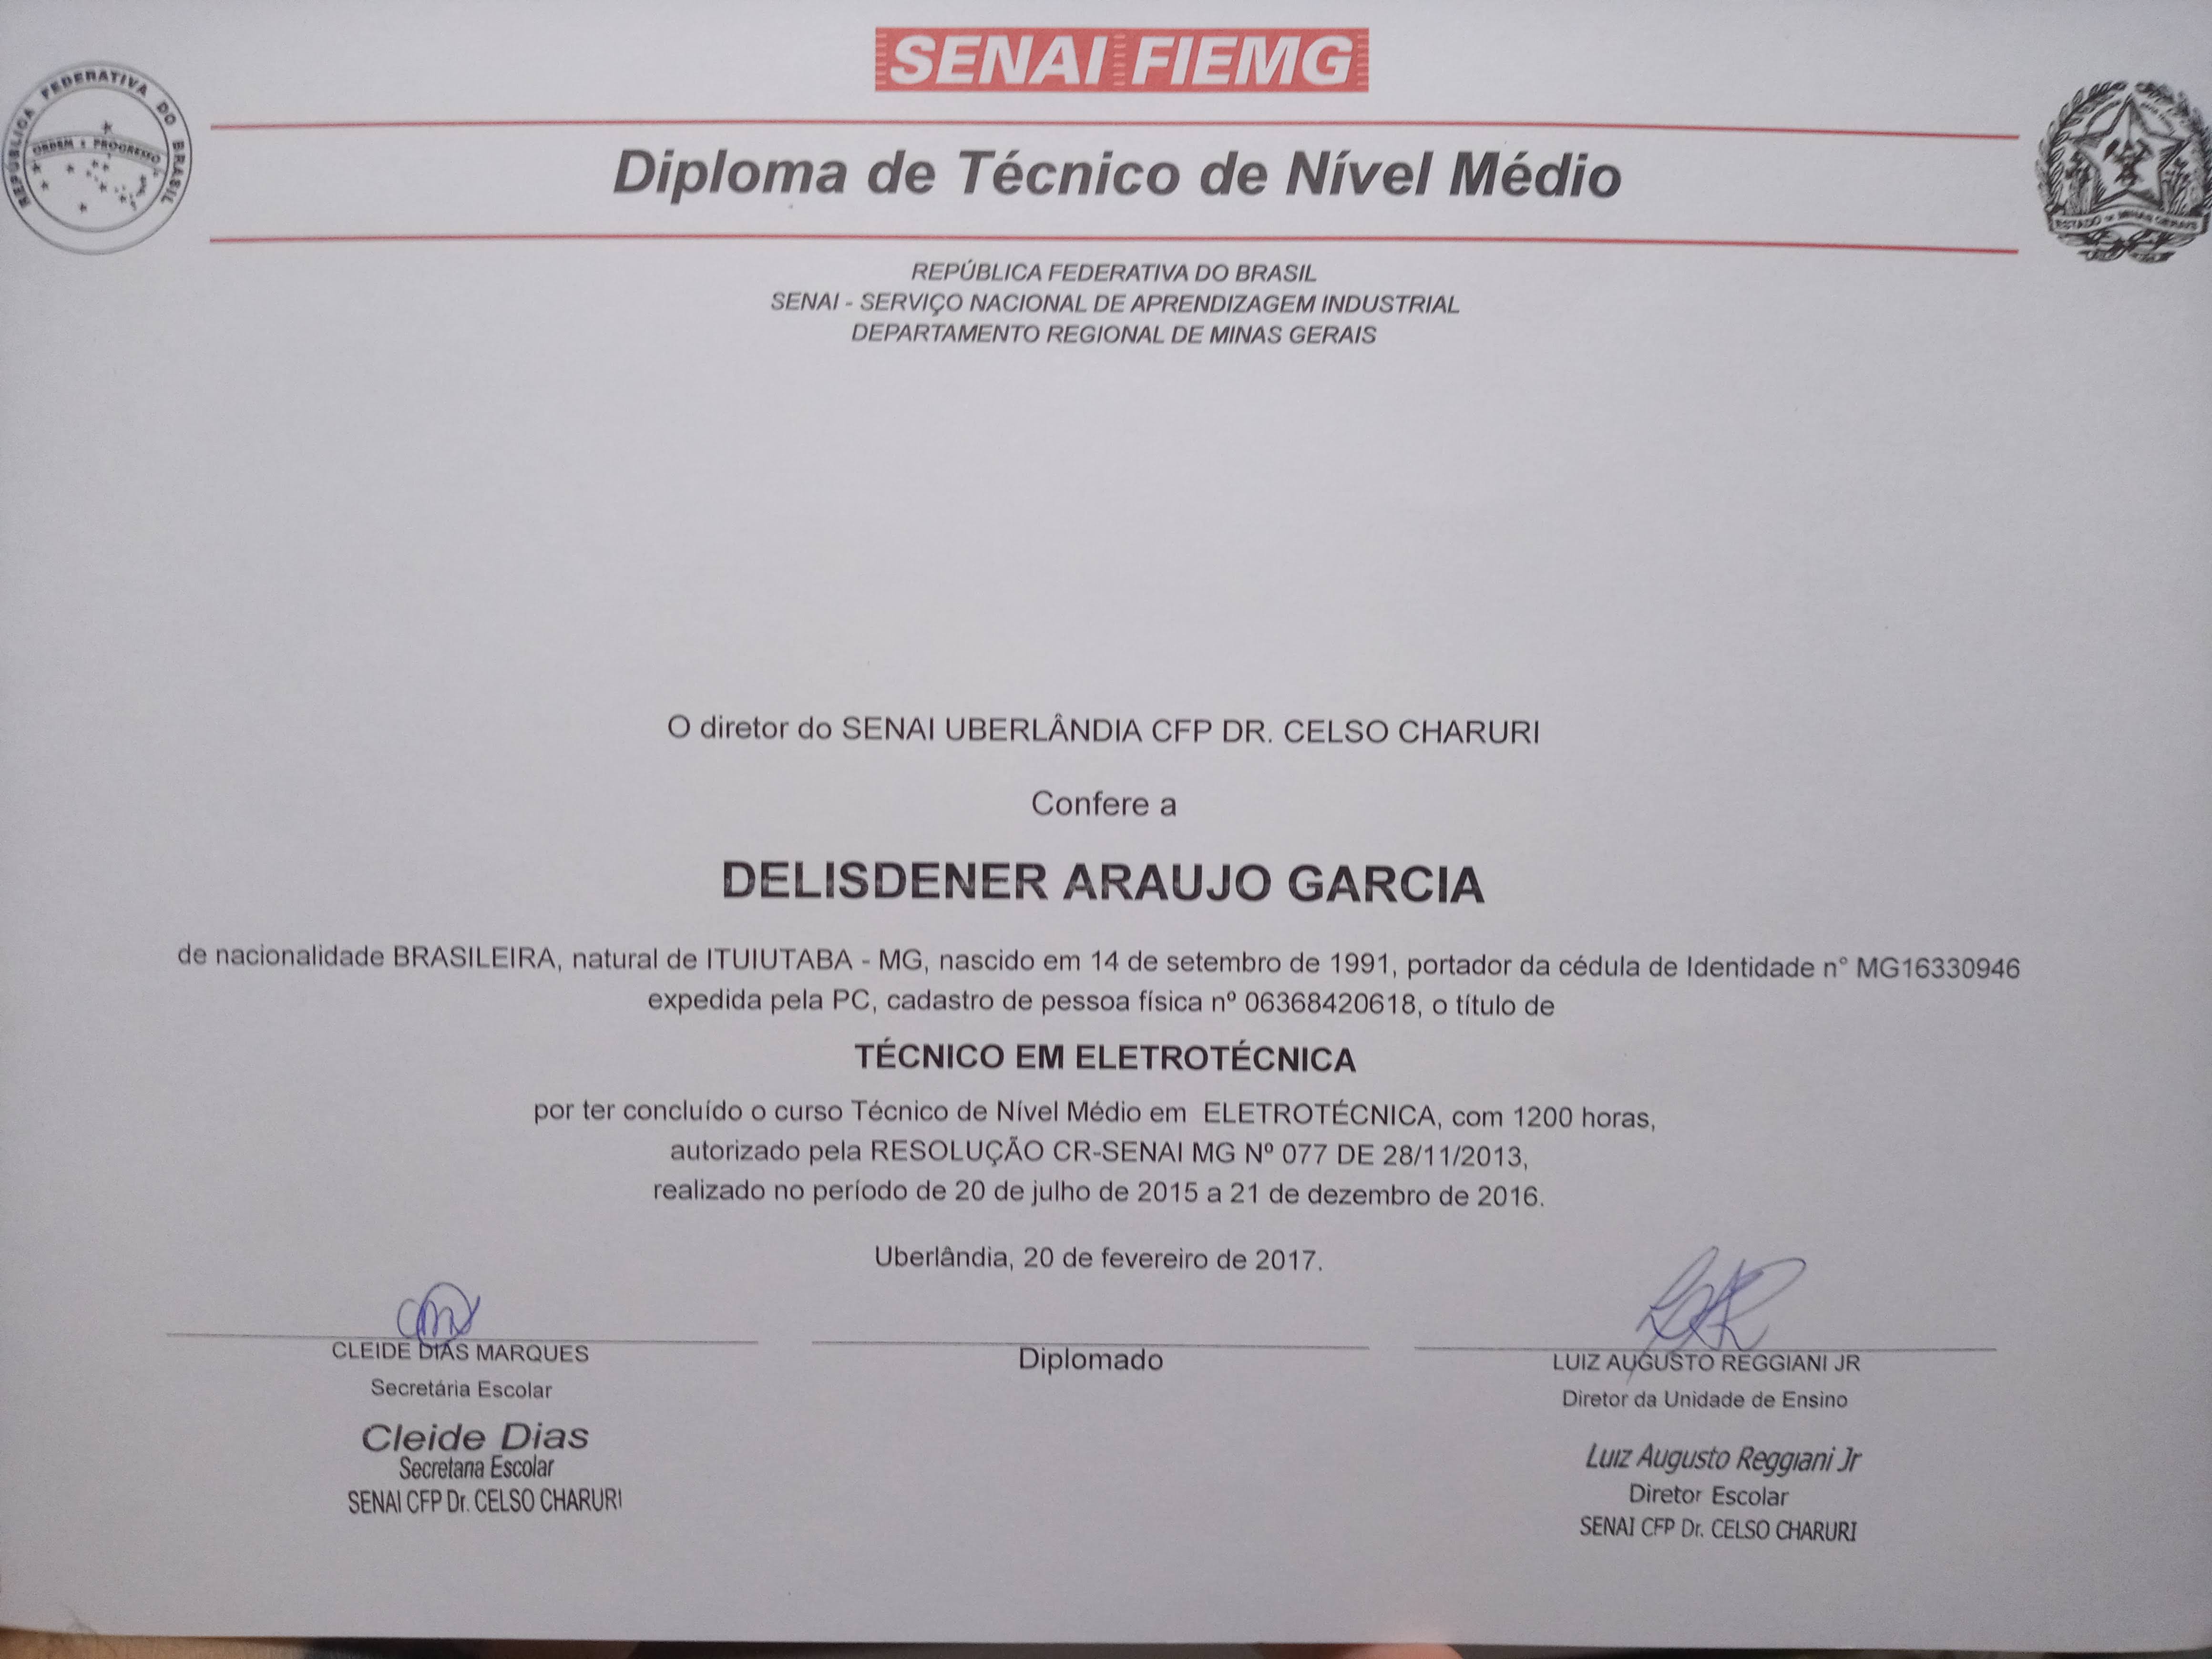 SENAI FIEMG
REPÚBLICA FEDERATIVA DO BRASIL
ORDEM E PROGRESSO
Diploma de Técnico de Nível Médio
ESTADO DE MINAS GERAIS
REPÚBLICA FEDERATIVA DO BRASIL
SENAI - SERVIÇO NACIONAL DE APRENDIZAGEM INDUSTRIAL
DEPARTAMENTO REGIONAL DE MINAS GERAIS
O diretor do SENAI UBERLÂNDIA CFP DR. CELSO CHARURI
Confere a
DELISDENER ARAUJO GARCIA
de nacionalidade BRASILEIRA, natural de ITUIUTABA - MG, nascido em 14 de setembro de 1991, portador da cédula de Identidade n° MG16330946
expedida pela PC, cadastro de pessoa física nº 06368420618, o título de
TÉCNICO EM ELETROTÉCNICA
por ter concluído o curso Técnico de Nível Médio em ELETROTÉCNICA, com 1200 horas,
autorizado pela RESOLUÇÃO CR-SENAI MG Nº 077 DE 28/11/2013,
realizado no período de 20 de julho de 2015 a 21 de dezembro de 2016.
Uberlândia, 20 de fevereiro de 2017.
CLEIDE DIAS MARQUES
Secretária Escolar
Cleide Dias
Secretaria Escolar
SENAI CFP Dr. CELSO CHARURI
Diplomado
LUIZ AUGUSTO REGGIANI JR
Diretor da Unidade de Ensino
Luiz Augusto Reggiani Jr
Diretor Escolar
SENAI CFP Dr. CELSO CHARURI